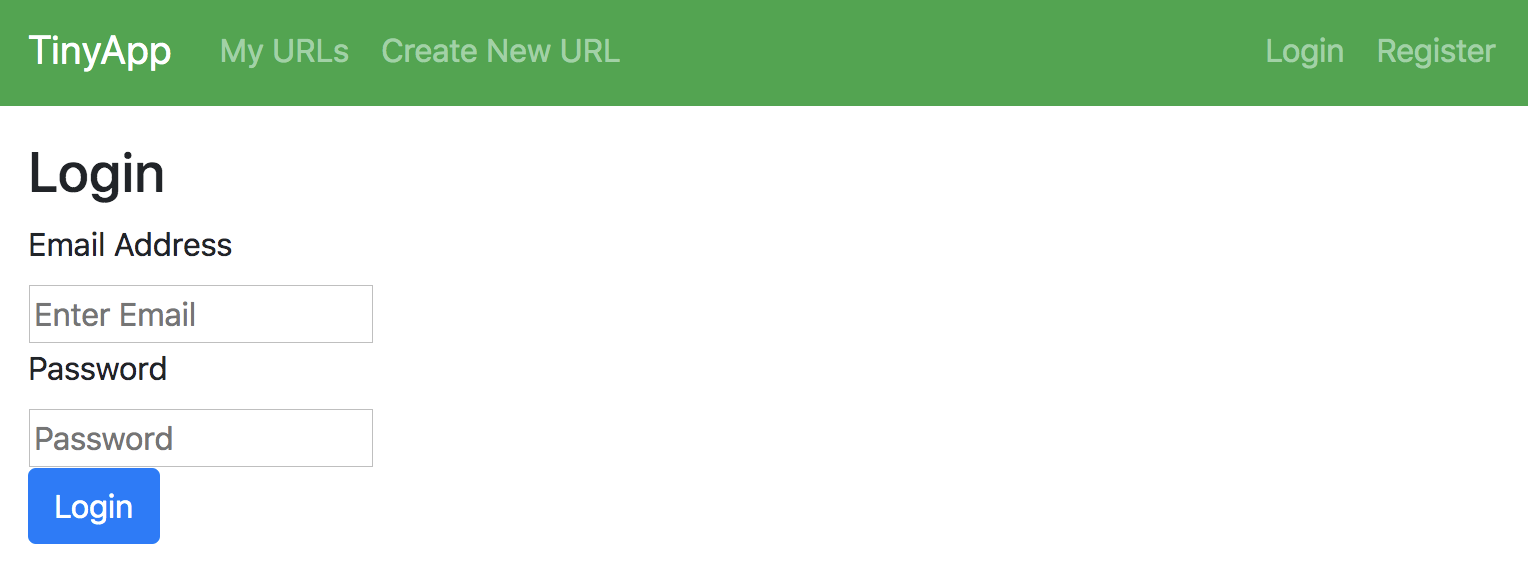 TinyApp My URLs Create New URL Login Register
Login
Email Address
Enter Email
Password
Password
Login